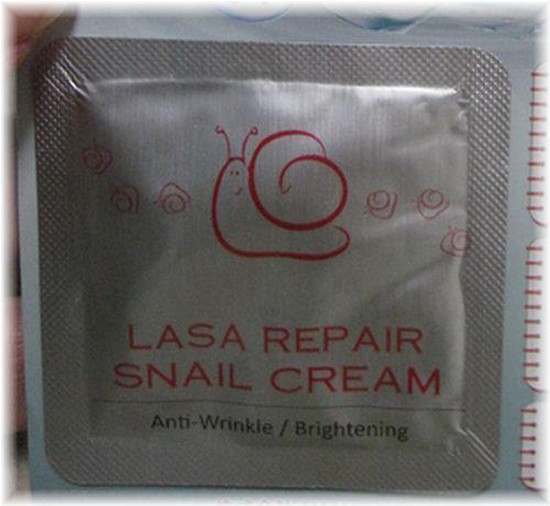 LASA REPAIR
SNAIL CREAM
Anti-Wrinkle / Brightening